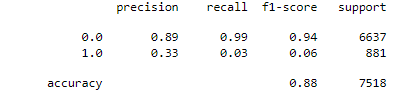 precision recall f1-score support
0.0 0.89 0.99 0.94 6637
1.0 0.33 0.03 0.06 881
accuracy 0.88 7518